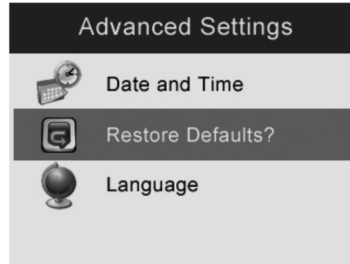 Advanced Settings
Date and Time
Restore Defaults?
Language